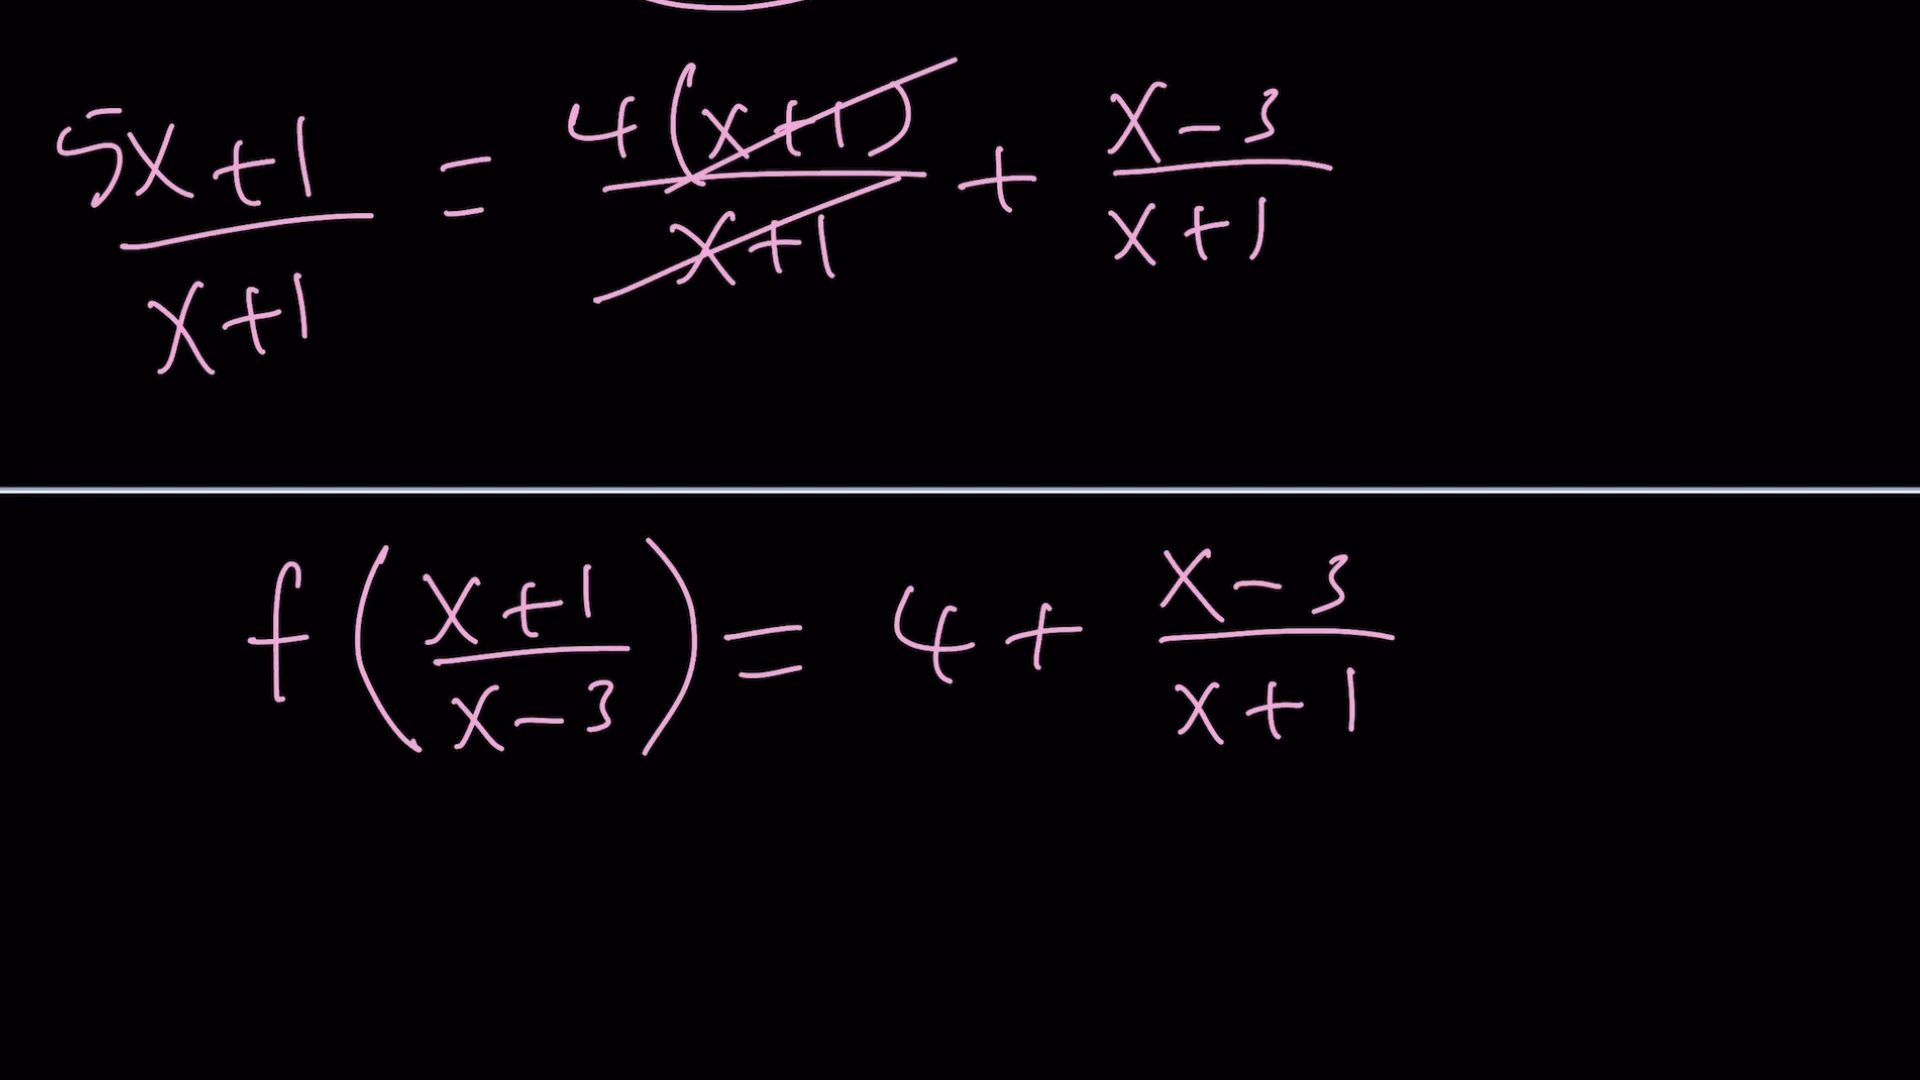 5x+1/x+1 = 4(x+1)/x+1 + x-3/x+1
f(x+1/x-3) = 4 + x-3/x+1